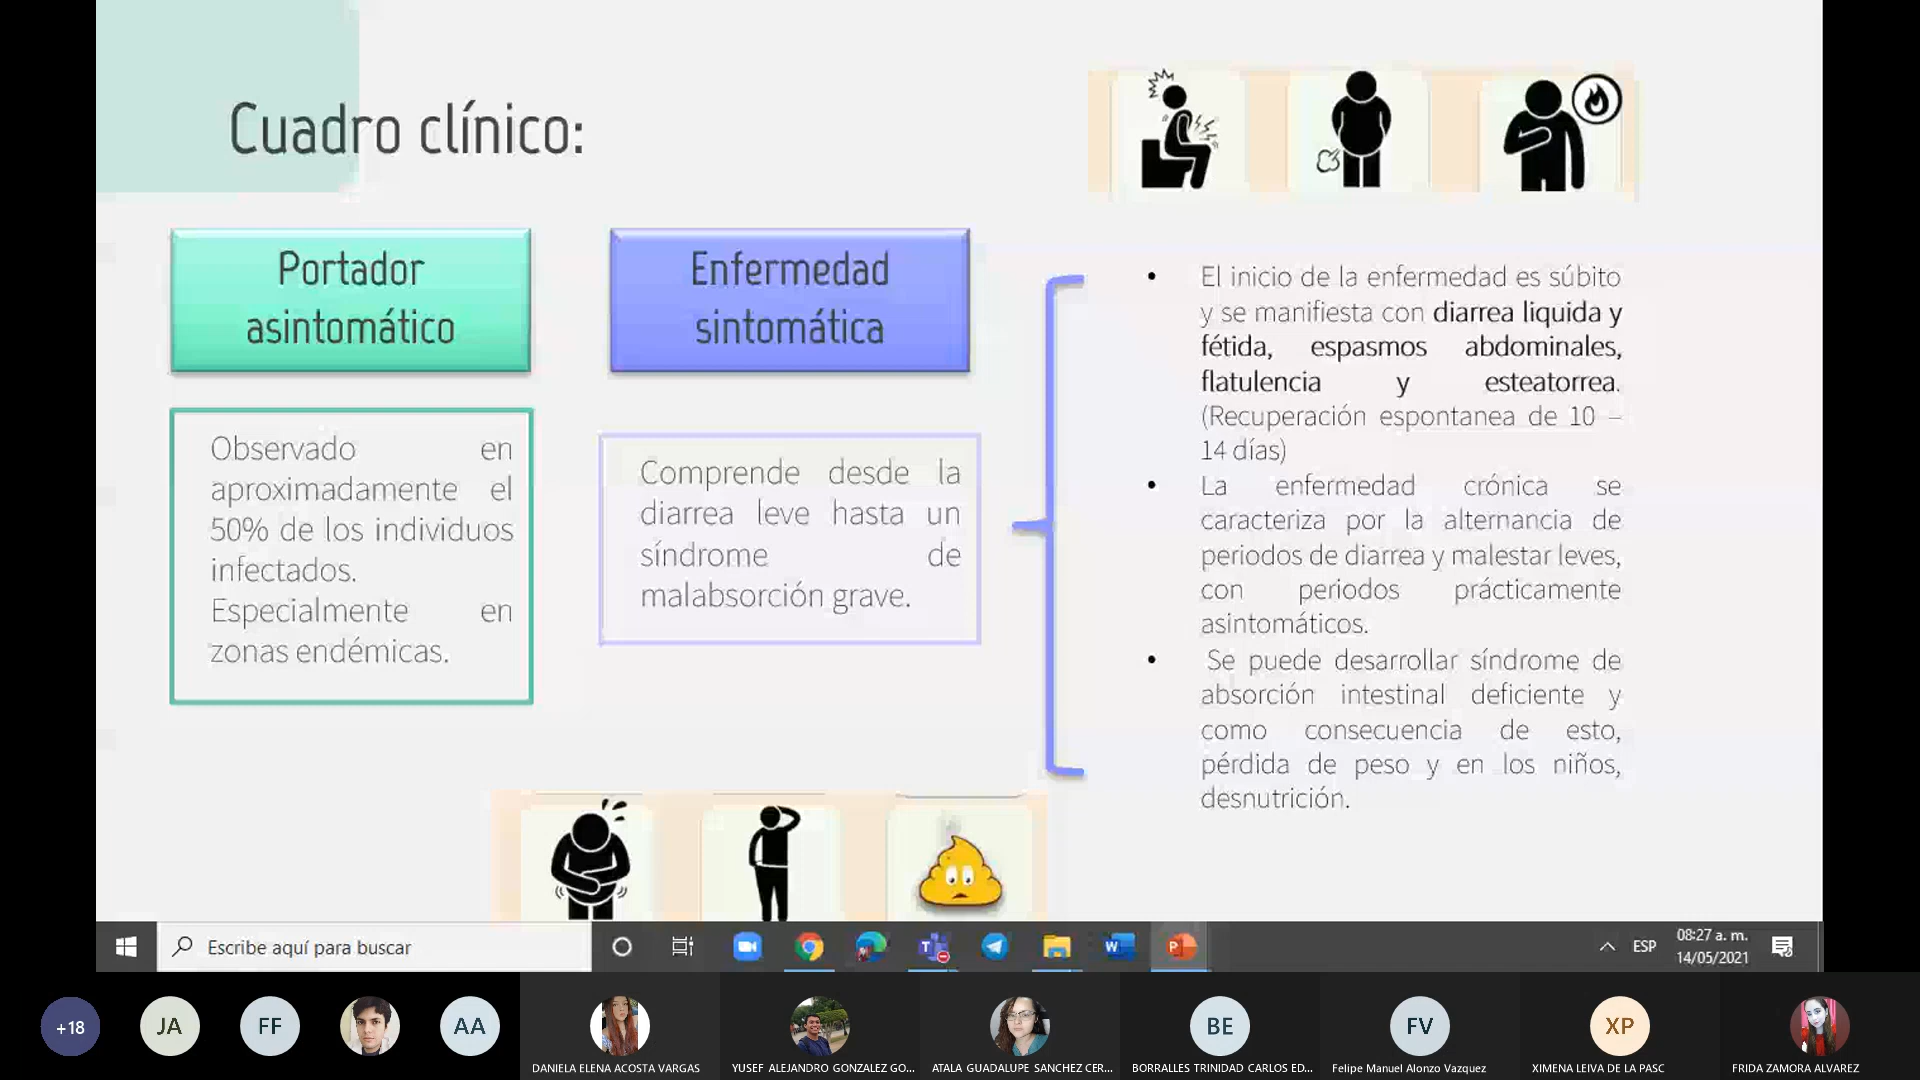 Cuadro clínico:
Portador
asintomático
Observado en
aproximadamente el
50% de los individuos
infectados.
Especialmente en
zonas endémicas.
Enfermedad
sintomática
Comprende desde la
diarrea leve hasta un
síndrome de
malabsorción grave.
• El inicio de la enfermedad es súbito
y se manifiesta con diarrea liquida y
fétida, espasmos abdominales,
flatulencia y esteatorrea.
(Recuperación espontanea de 10 –
14 días)
• La enfermedad crónica se
caracteriza por la alternancia de
periodos de diarrea y malestar leves,
con periodos prácticamente
asintomáticos.
• Se puede desarrollar síndrome de
absorción intestinal deficiente y
como consecuencia de esto,
pérdida de peso y en los niños,
desnutrición.
Escribe aquí para buscar
ESP
08:27 a. m.
14/05/2021
+18
JA
FF
AA
BE
FV
XP
DANIELA ELENA ACOSTA VARGAS
YUSEF ALEJANDRO GONZALEZ GO...
ATALA GUADALUPE SANCHEZ CER...
BORRALLES TRINIDAD CARLOS ED...
Felipe Manuel Alonzo Vazquez
XIMENA LEIVA DE LA PASC
FRIDA ZAMORA ALVAREZ